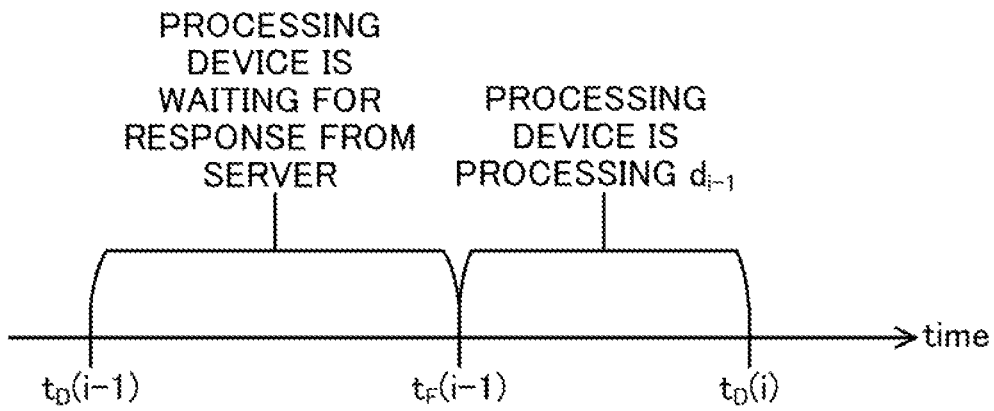 PROCESSING
DEVICE IS
WAITING FOR
RESPONSE FROM
SERVER
PROCESSING
DEVICE IS
PROCESSING dᵢ₋₁
time
t_D(i-1)
t_F(i-1)
t_D(i)